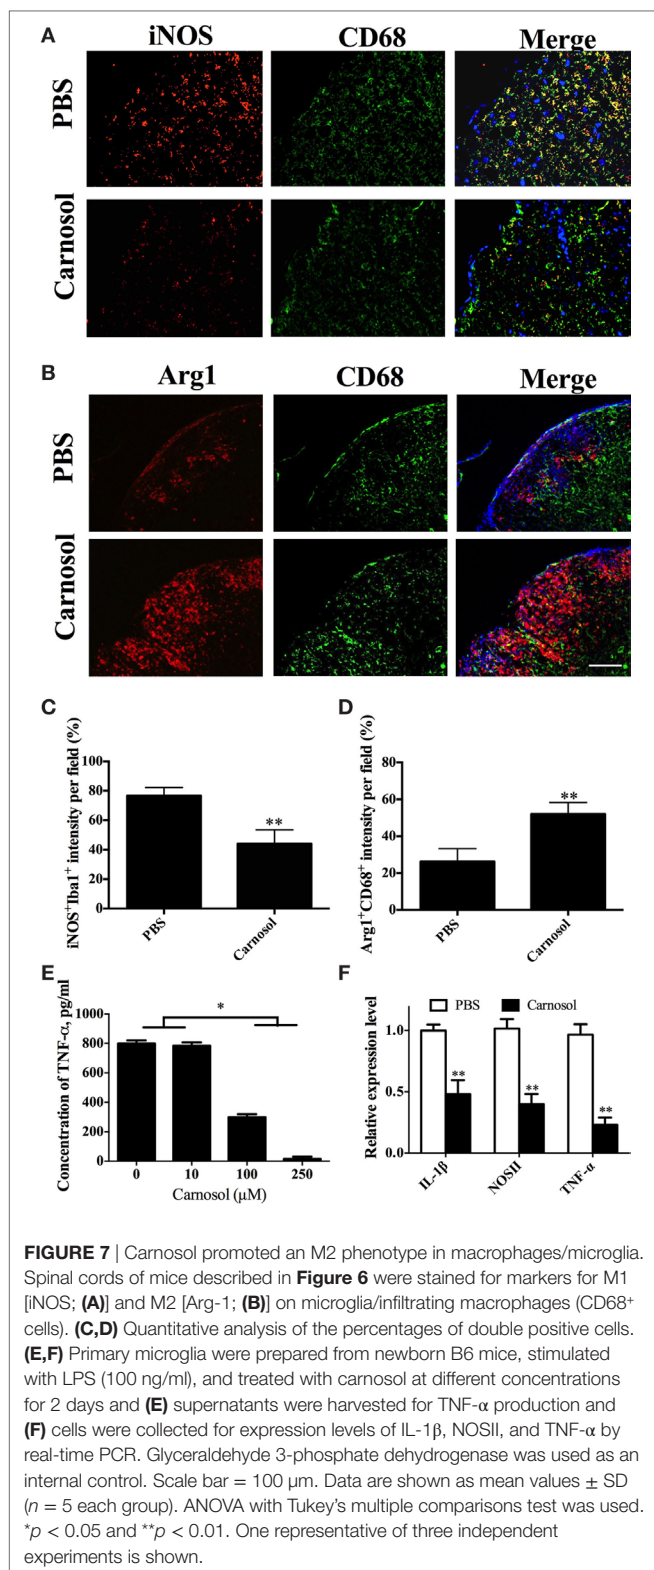 A
iNOS
CD68
Merge
PBS
Carnosol
B
Arg1
CD68
Merge
PBS
Carnosol
C
iNOS⁺Iba1⁺ intensity per field (%)
100
80
60
40
20
0
**
PBS
Carnosol
D
Arg1⁺CD68⁺ intensity per field (%)
80
60
40
20
0
**
PBS
Carnosol
E
Concentration of TNF-α, pg/ml
1000
800
600
400
200
0
*
0 10 100 250
Carnosol (µM)
F
PBS Carnosol
Relative expression level
1.0
0.5
0.0
**
**
**
IL-1β
NOSII
TNF-α
FIGURE 7 | Carnosol promoted an M2 phenotype in macrophages/microglia.
Spinal cords of mice described in Figure 6 were stained for markers for M1
[iNOS; (A)] and M2 [Arg-1; (B)] on microglia/infiltrating macrophages (CD68⁺
cells). (C,D) Quantitative analysis of the percentages of double positive cells.
(E,F) Primary microglia were prepared from newborn B6 mice, stimulated
with LPS (100 ng/ml), and treated with carnosol at different concentrations
for 2 days and (E) supernatants were harvested for TNF-α production and
(F) cells were collected for expression levels of IL-1β, NOSII, and TNF-α by
real-time PCR. Glyceraldehyde 3-phosphate dehydrogenase was used as an
internal control. Scale bar = 100 µm. Data are shown as mean values ± SD
(n = 5 each group). ANOVA with Tukey's multiple comparisons test was used.
*p < 0.05 and **p < 0.01. One representative of three independent
experiments is shown.